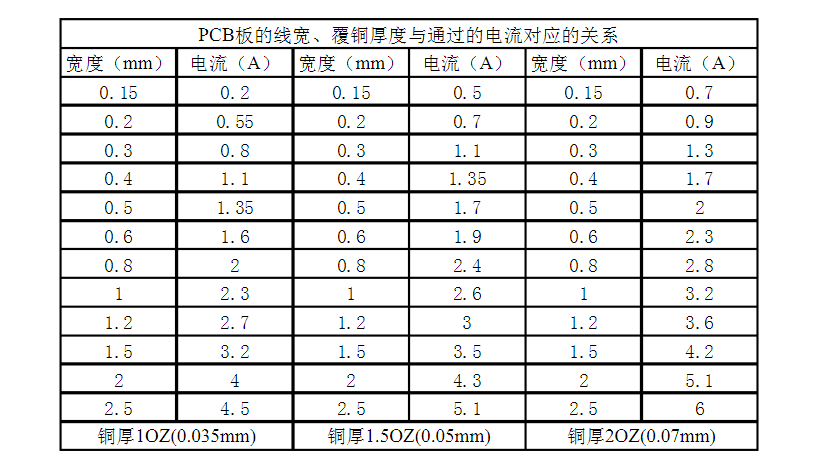 PCB板的线宽、覆铜厚度与通过的电流对应的关系
宽度（mm） 电流（A） 宽度（mm） 电流（A） 宽度（mm） 电流（A）
0.15 0.2 0.15 0.5 0.15 0.7
0.2 0.55 0.2 0.7 0.2 0.9
0.3 0.8 0.3 1.1 0.3 1.3
0.4 1.1 0.4 1.35 0.4 1.7
0.5 1.35 0.5 1.7 0.5 2
0.6 1.6 0.6 1.9 0.6 2.3
0.8 2 0.8 2.4 0.8 2.8
1 2.3 1 2.6 1 3.2
1.2 2.7 1.2 3 1.2 3.6
1.5 3.2 1.5 3.5 1.5 4.2
2 4 2 4.3 2 5.1
2.5 4.5 2.5 5.1 2.5 6
铜厚1OZ(0.035mm) 铜厚1.5OZ(0.05mm) 铜厚2OZ(0.07mm)